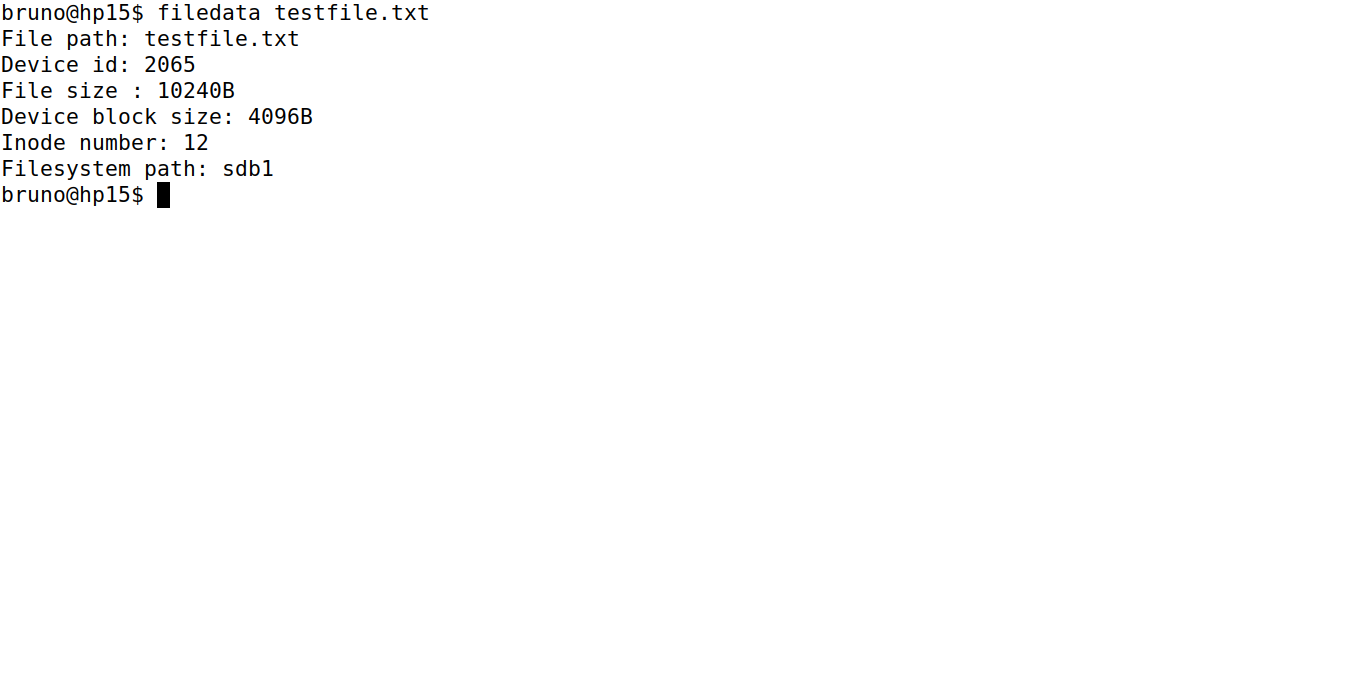 bruno@hp15$ filedata testfile.txt
File path: testfile.txt
Device id: 2065
File size : 10240B
Device block size: 4096B
Inode number: 12
Filesystem path: sdb1
bruno@hp15$